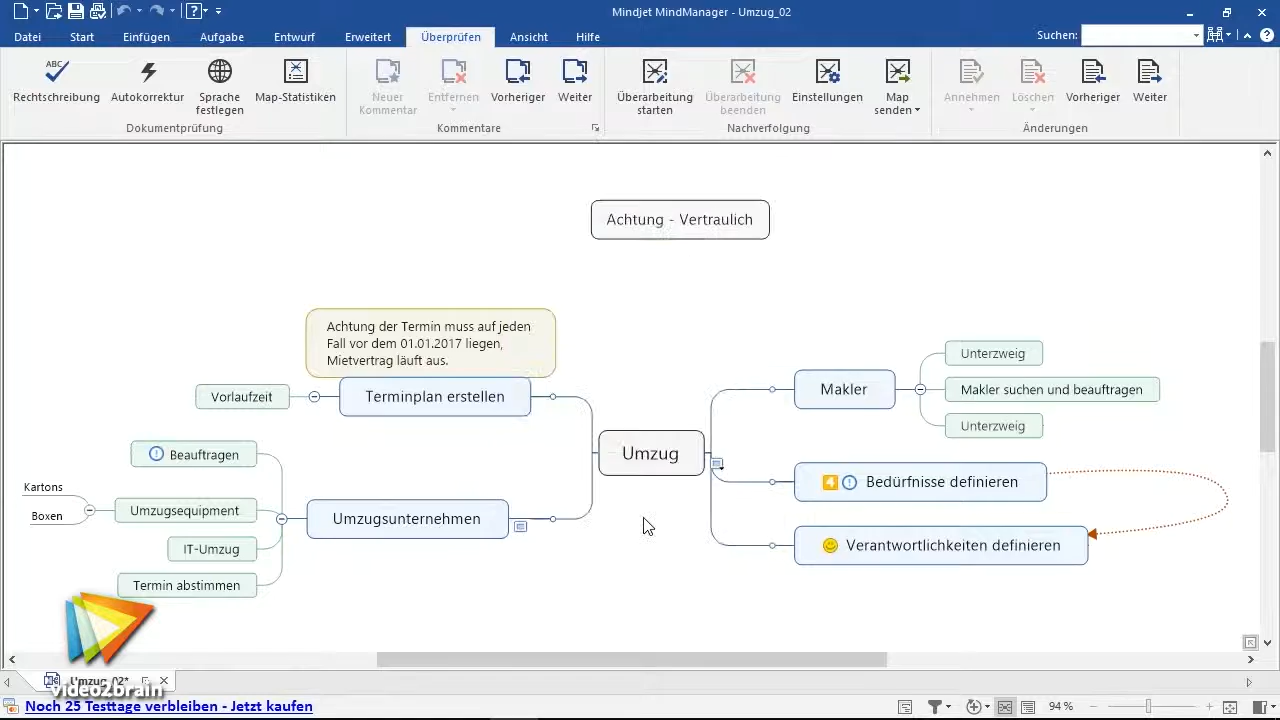 Mindjet MindManager - Umzug_02
Datei Start Einfügen Aufgabe Entwurf Erweitert Überprüfen Ansicht Hilfe Suchen:
ABC
Rechtschreibung Autokorrektur Sprache festlegen Map-Statistiken
Neuer Kommentar Entfernen Vorheriger Weiter
Überarbeitung starten Überarbeitung beenden Einstellungen Map senden
Annehmen Löschen Vorheriger Weiter
Dokumentprüfung Kommentare Nachverfolgung Änderungen
Achtung - Vertraulich
Achtung der Termin muss auf jeden
Fall vor dem 01.01.2017 liegen,
Mietvertrag läuft aus.
Vorlaufzeit Terminplan erstellen
Beauftragen
Kartons
Umzugsequipment
Boxen
Umzugsunternehmen
IT-Umzug
Termin abstimmen
Umzug
Unterzweig
Makler Makler suchen und beauftragen
Unterzweig
4 Bedürfnisse definieren
Verantwortlichkeiten definieren
Umzug_02*
video2brain
Noch 25 Testtage verbleiben - Jetzt kaufen
94 %